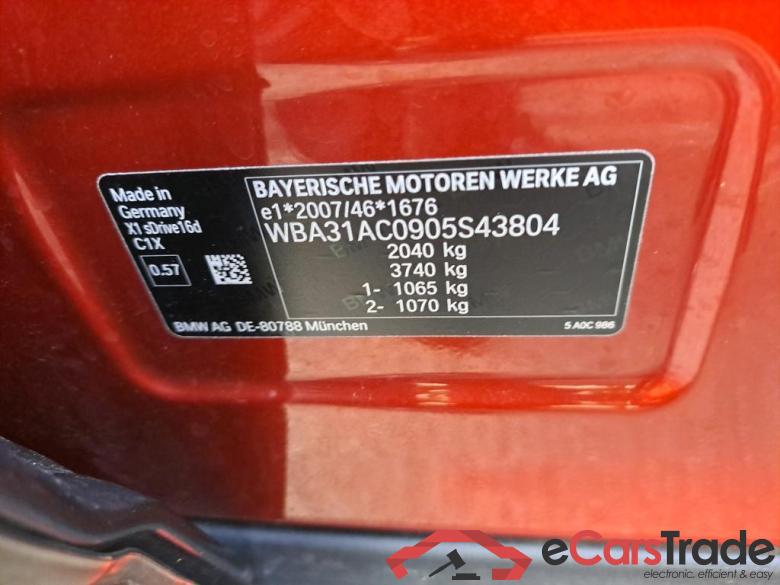 Made in
Germany
X1 sDrive16d
C1X
0.57
BAYERISCHE MOTOREN WERKE AG
e1*2007/46*1676
WBA31AC0905S43804
2040 kg
3740 kg
1- 1065 kg
2- 1070 kg
BMW AG DE-80788 München
5 A0C 986
eCarsTrade
electronic. efficient & easy